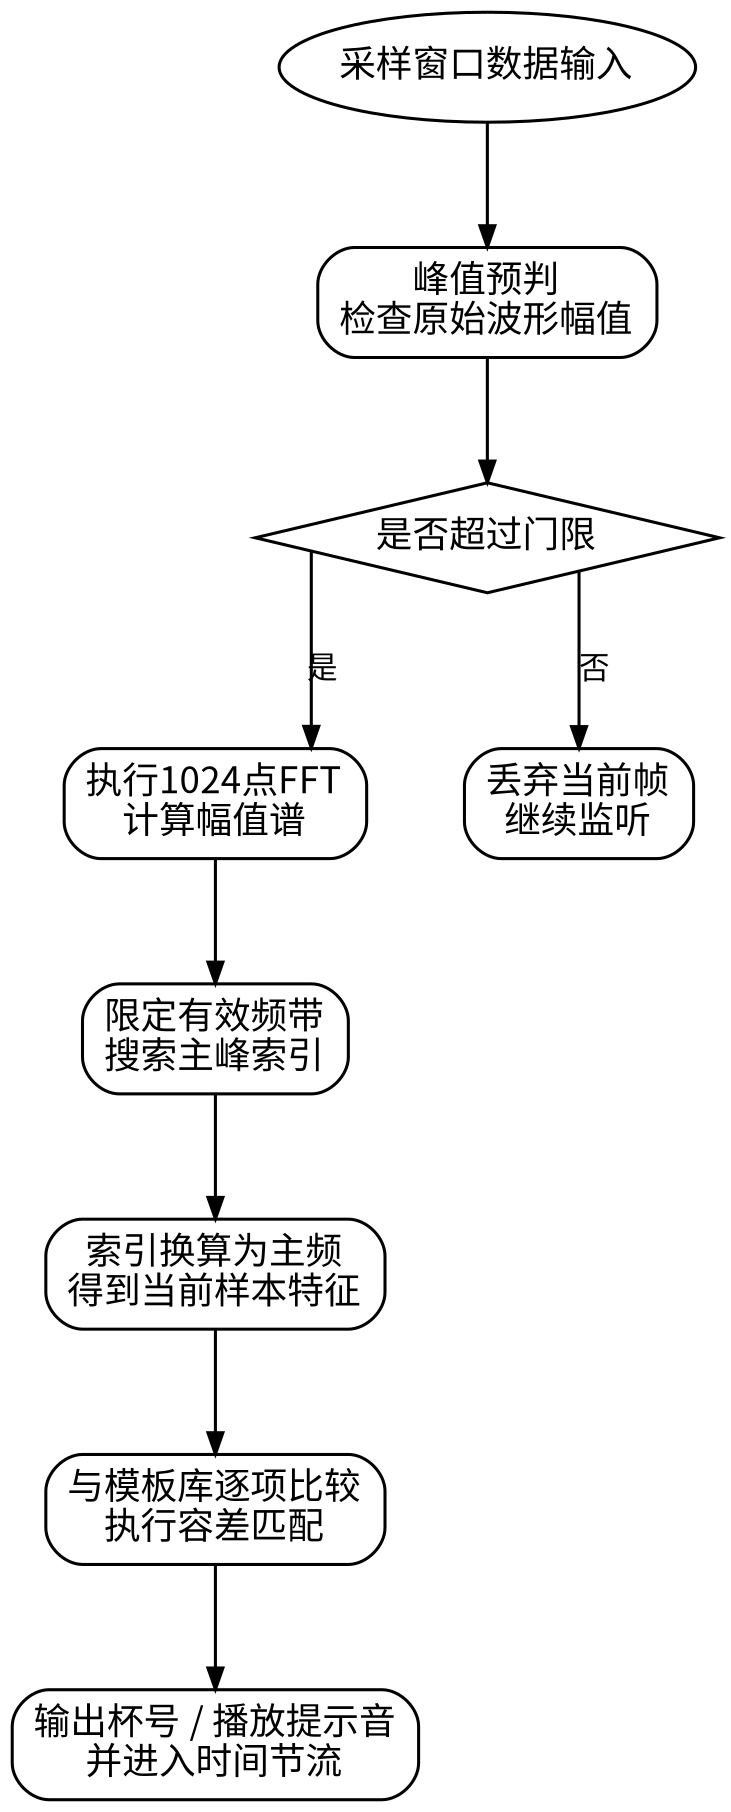 采样窗口数据输入
峰值预判
检查原始波形幅值
是否超过门限
是
否
执行1024点FFT
计算幅值谱
丢弃当前帧
继续监听
限定有效频带
搜索主峰索引
索引换算为主频
得到当前样本特征
与模板库逐项比较
执行容差匹配
输出杯号 / 播放提示音
并进入时间节流